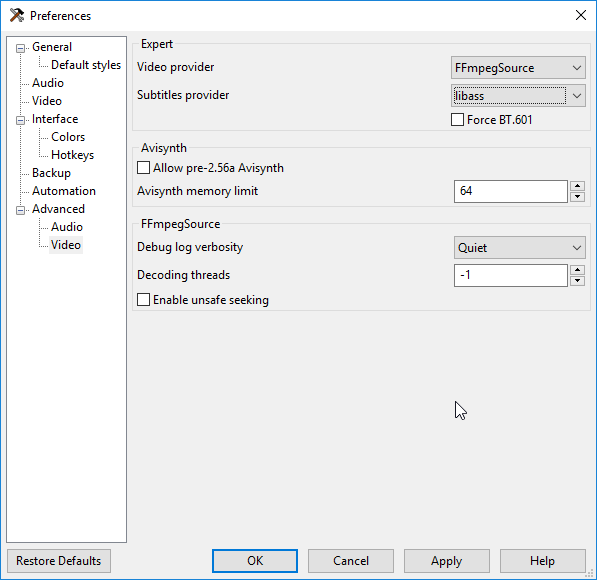 Preferences
General
Default styles
Audio
Video
Interface
Colors
Hotkeys
Backup
Automation
Advanced
Audio
Video
Expert
Video provider FFmpegSource
Subtitles provider libass
Force BT.601
Avisynth
Allow pre-2.56a Avisynth
Avisynth memory limit 64
FFmpegSource
Debug log verbosity Quiet
Decoding threads -1
Enable unsafe seeking
Restore Defaults OK Cancel Apply Help